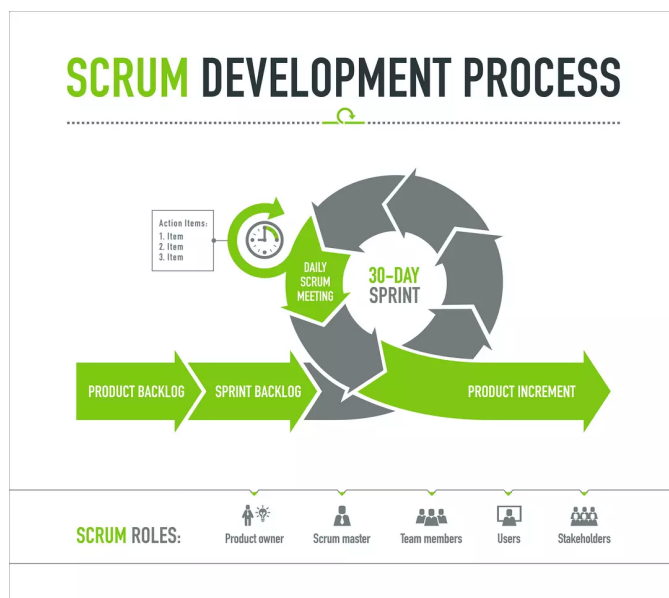 SCRUM DEVELOPMENT PROCESS
Action Items:
1. Item
2. Item
3. Item
DAILY
SCRUM
MEETING
30-DAY
SPRINT
PRODUCT BACKLOG
SPRINT BACKLOG
PRODUCT INCREMENT
SCRUM ROLES:
Product owner
Scrum master
Team members
Users
Stakeholders